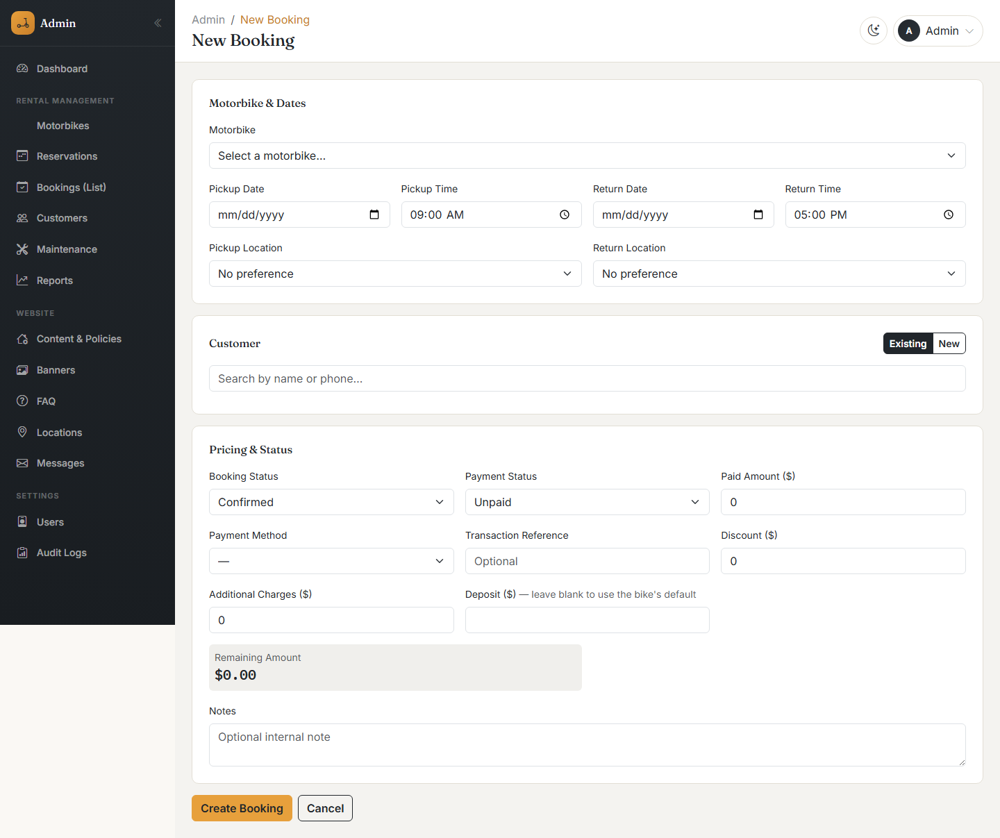 Admin
Dashboard
RENTAL MANAGEMENT
Motorbikes
Reservations
Bookings (List)
Customers
Maintenance
Reports
WEBSITE
Content & Policies
Banners
FAQ
Locations
Messages
SETTINGS
Users
Audit Logs
Admin / New Booking
New Booking
A Admin
Motorbike & Dates
Motorbike
Select a motorbike...
Pickup Date Pickup Time Return Date Return Time
mm/dd/yyyy 09:00 AM mm/dd/yyyy 05:00 PM
Pickup Location Return Location
No preference No preference
Customer Existing New
Search by name or phone...
Pricing & Status
Booking Status Payment Status Paid Amount ($)
Confirmed Unpaid 0
Payment Method Transaction Reference Discount ($)
— Optional 0
Additional Charges ($) Deposit ($) — leave blank to use the bike's default
0
Remaining Amount
$0.00
Notes
Optional internal note
Create Booking Cancel